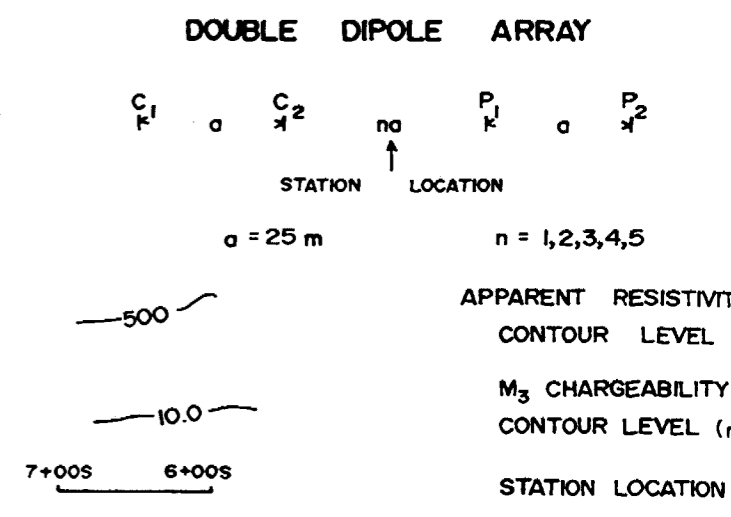 DOUBLE DIPOLE ARRAY
C1 a C2 na P1 a P2
STATION LOCATION
a = 25 m n = 1,2,3,4,5
500 APPARENT RESISTIVIT
CONTOUR LEVEL
M3 CHARGEABILITY
10.0 CONTOUR LEVEL (
7+00S 6+00S
STATION LOCATION